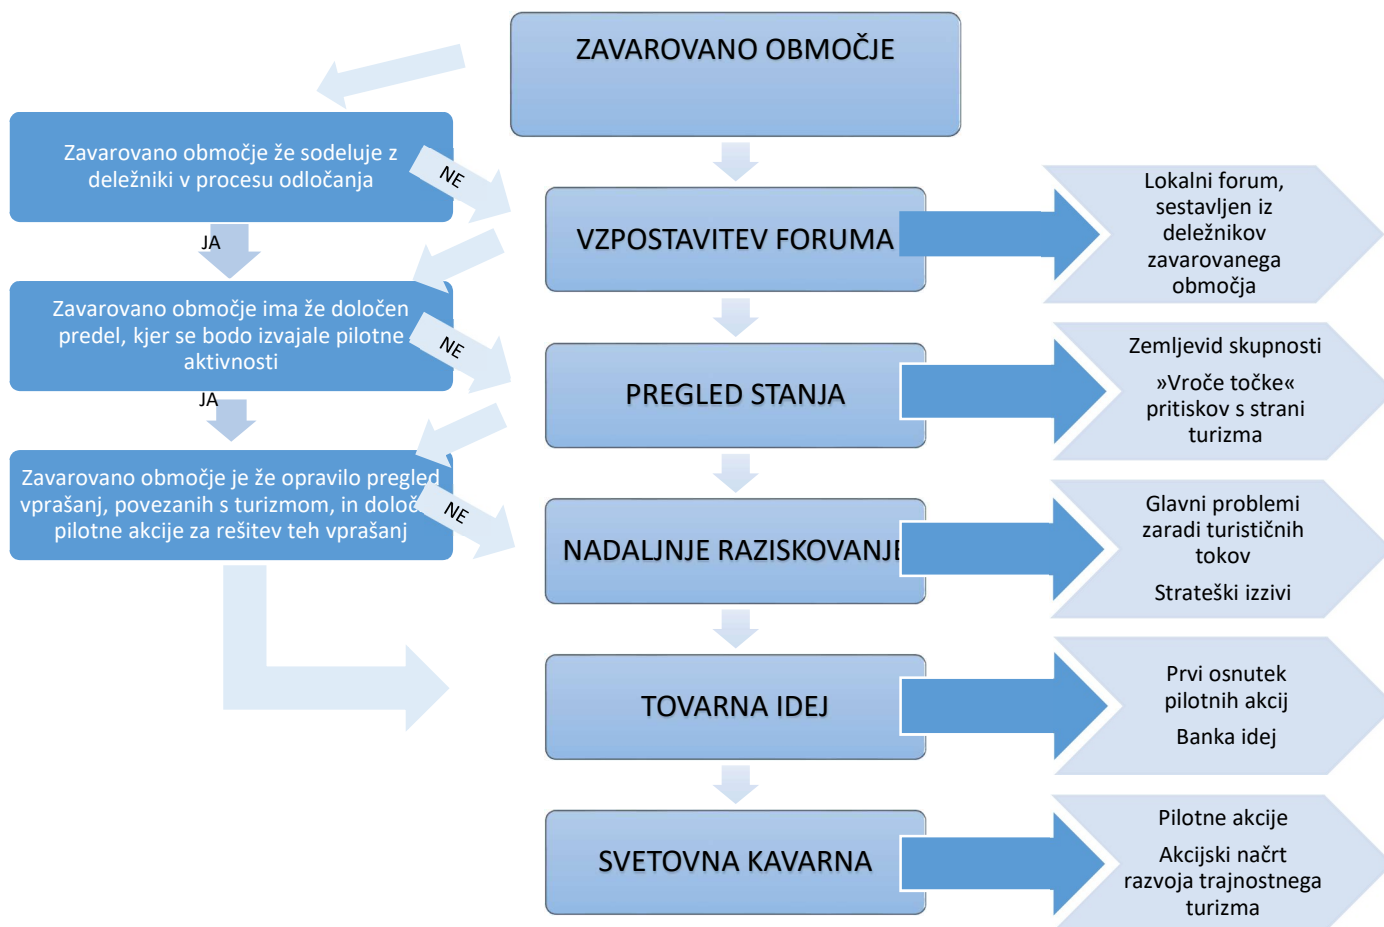 ZAVAROVANO OBMOČJE
Zavarovano območje že sodeluje z
deležniki v procesu odločanja
NE
JA
VZPOSTAVITEV FORUMA
Lokalni forum,
sestavljen iz
deležnikov
zavarovanega
območja
Zavarovano območje ima že določen
predel, kjer se bodo izvajale pilotne
aktivnosti
NE
JA
PREGLED STANJA
Zemljevid skupnosti
»Vroče točke«
pritiskov s strani
turizma
Zavarovano območje je že opravilo pregled
vprašanj, povezanih s turizmom, in določ
pilotne akcije za rešitev teh vprašanj
NE
NADALJNJE RAZISKOVANJE
Glavni problemi
zaradi turističnih
tokov
Strateški izzivi
TOVARNA IDEJ
Prvi osnutek
pilotnih akcij
Banka idej
SVETOVNA KAVARNA
Pilotne akcije
Akcijski načrt
razvoja trajnostnega
turizma